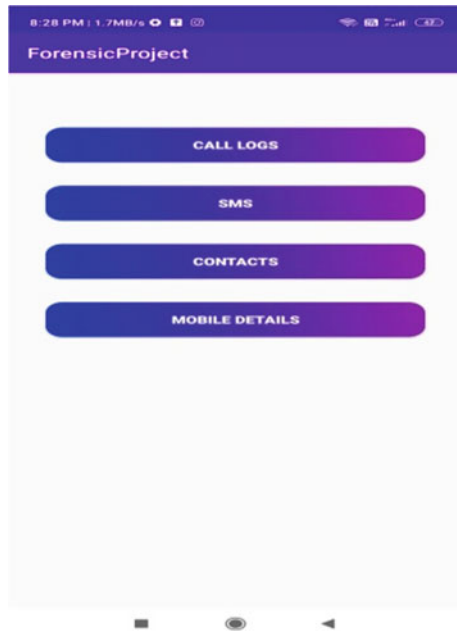 8:28 PM | 1.7MB/s
ForensicProject
CALL LOGS
SMS
CONTACTS
MOBILE DETAILS